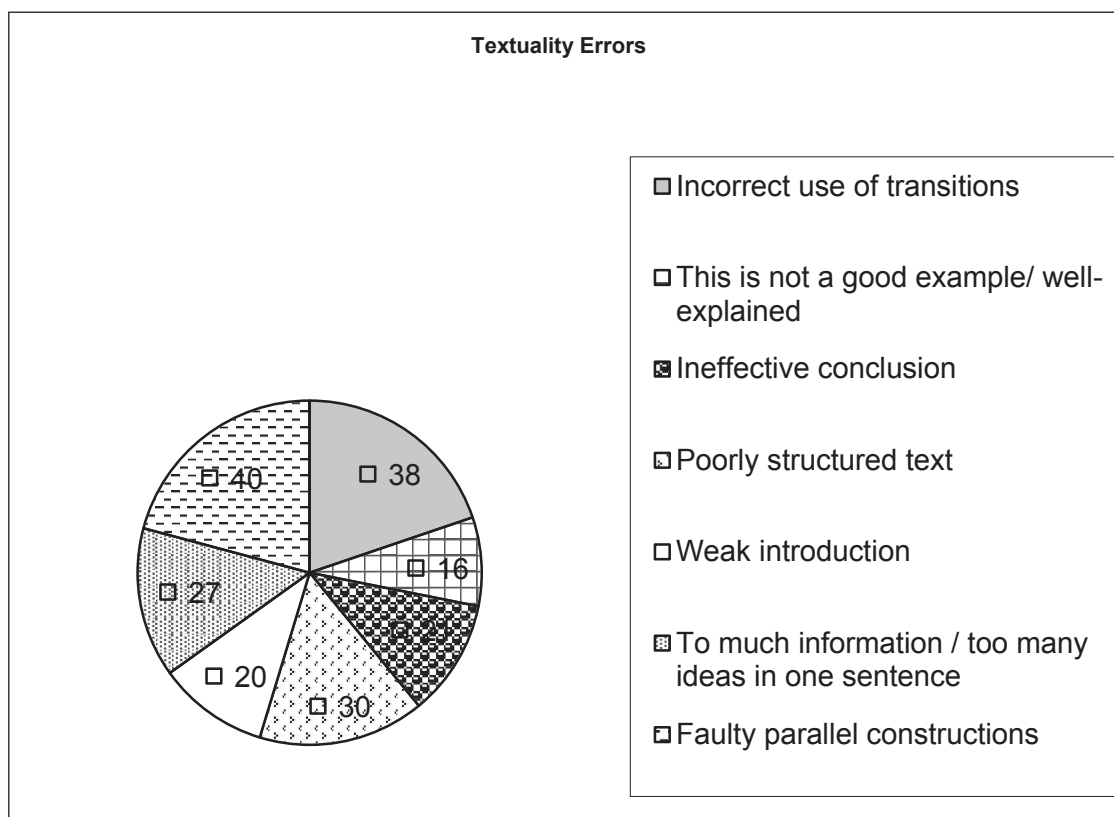 Textuality Errors
Incorrect use of transitions
This is not a good example/ well-
explained
Ineffective conclusion
Poorly structured text
Weak introduction
To much information / too many
ideas in one sentence
Faulty parallel constructions
40
38
16
27
20
30